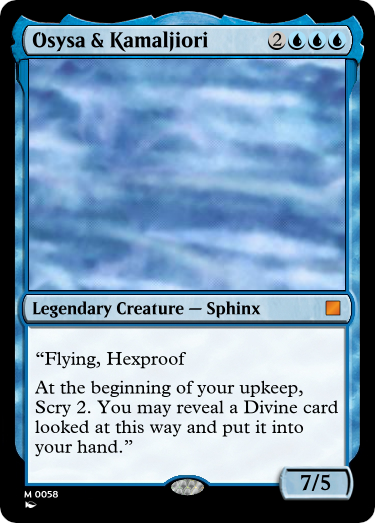 Osysa & Kamaljiori 2
Legendary Creature — Sphinx
“Flying, Hexproof
At the beginning of your upkeep,
Scry 2. You may reveal a Divine card
looked at this way and put it into
your hand.”
7/5
M 0058